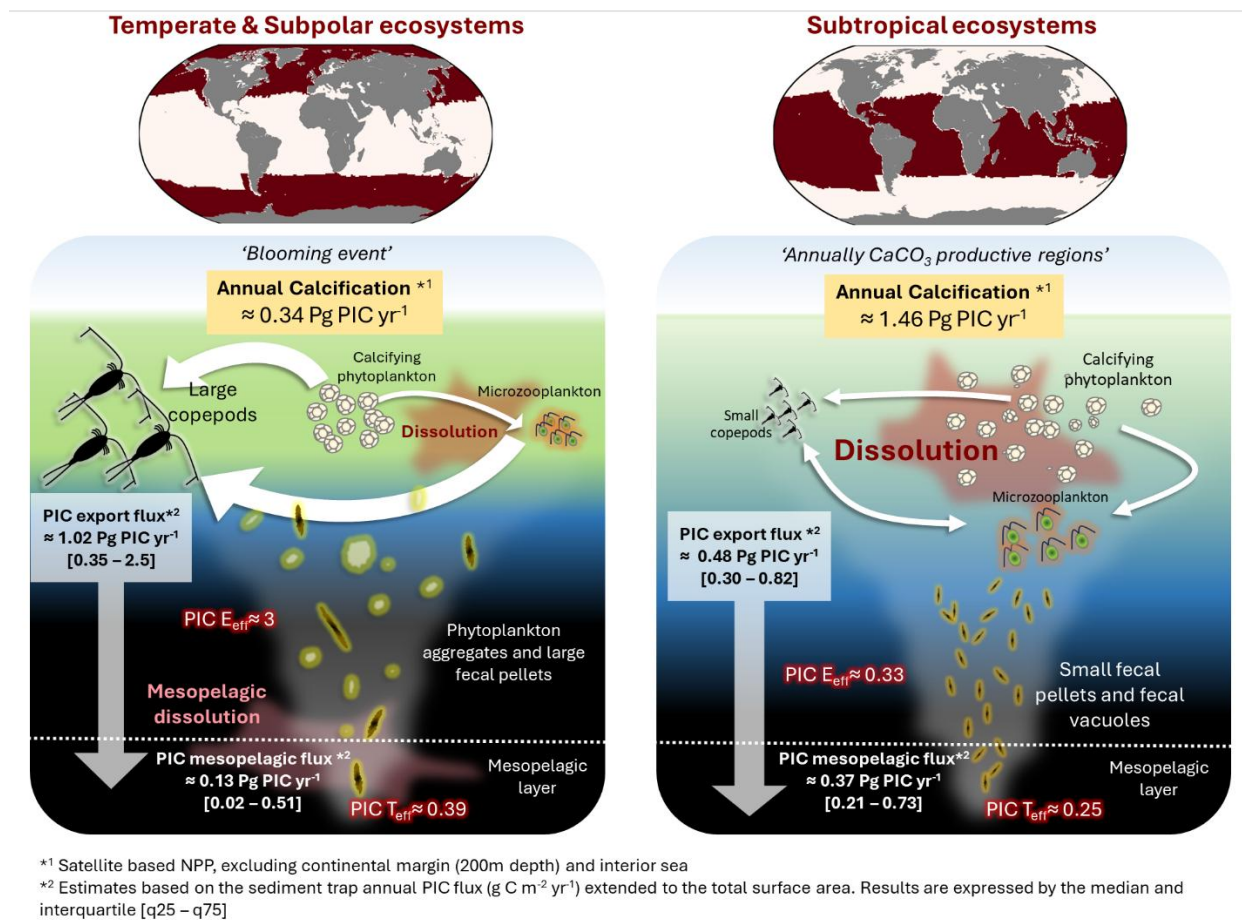 Temperate & Subpolar ecosystems
'Blooming event'
Annual Calcification *1
≈ 0.34 Pg PIC yr-1
Calcifying
phytoplankton
Large
copepods
Microzooplankton
Dissolution
PIC export flux*2
≈ 1.02 Pg PIC yr-1
[0.35 – 2.5]
PIC Eeff≈ 3
Phytoplankton
aggregates and large
fecal pellets
Mesopelagic
dissolution
PIC mesopelagic flux *2
≈ 0.13 Pg PIC yr-1
[0.02 – 0.51]
Mesopelagic
layer
PIC Teff≈ 0.39
Subtropical ecosystems
'Annually CaCO3 productive regions'
Annual Calcification *1
≈ 1.46 Pg PIC yr-1
Calcifying
phytoplankton
Small
copepods
Dissolution
Microzooplankton
PIC export flux *2
≈ 0.48 Pg PIC yr-1
[0.30 – 0.82]
PIC Eeff≈ 0.33
Small fecal
pellets and fecal
vacuoles
PIC mesopelagic flux*2
≈ 0.37 Pg PIC yr-1
[0.21 – 0.73]
Mesopelagic
layer
PIC Teff≈ 0.25
*1 Satellite based NPP, excluding continental margin (200m depth) and interior sea
*2 Estimates based on the sediment trap annual PIC flux (g C m-2 yr-1) extended to the total surface area. Results are expressed by the median and
interquartile [q25 – q75]